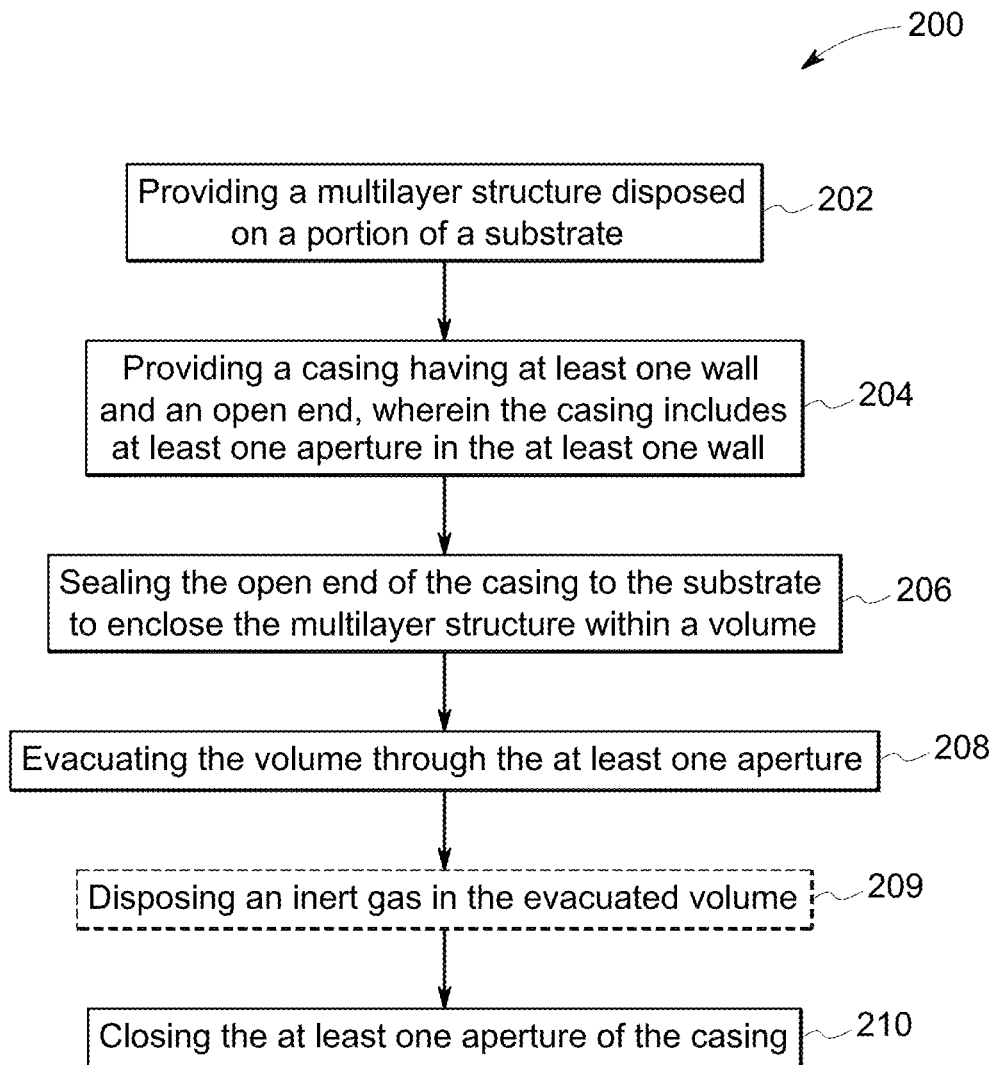 200
Providing a multilayer structure disposed
on a portion of a substrate
202
Providing a casing having at least one wall
and an open end, wherein the casing includes
at least one aperture in the at least one wall
204
Sealing the open end of the casing to the substrate
to enclose the multilayer structure within a volume
206
Evacuating the volume through the at least one aperture
208
Disposing an inert gas in the evacuated volume
209
Closing the at least one aperture of the casing
210